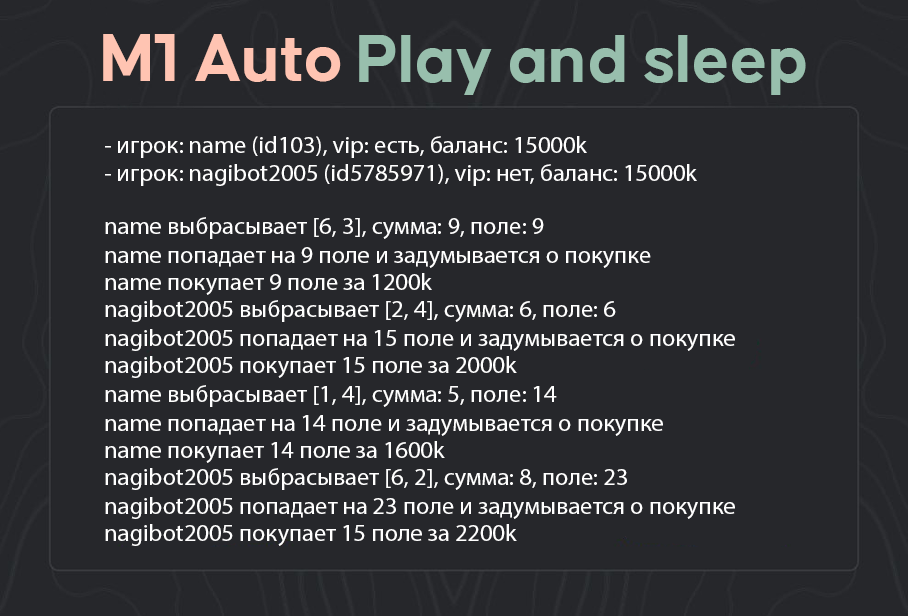 M1 Auto Play and sleep
- игрок: name (id103), vip: есть, баланс: 15000k
- игрок: nagibot2005 (id5785971), vip: нет, баланс: 15000k
name выбрасывает [6, 3], сумма: 9, поле: 9
name попадает на 9 поле и задумывается о покупке
name покупает 9 поле за 1200k
nagibot2005 выбрасывает [2, 4], сумма: 6, поле: 6
nagibot2005 попадает на 15 поле и задумывается о покупке
nagibot2005 покупает 15 поле за 2000k
name выбрасывает [1, 4], сумма: 5, поле: 14
name попадает на 14 поле и задумывается о покупке
name покупает 14 поле за 1600k
nagibot2005 выбрасывает [6, 2], сумма: 8, поле: 23
nagibot2005 попадает на 23 поле и задумывается о покупке
nagibot2005 покупает 15 поле за 2200k